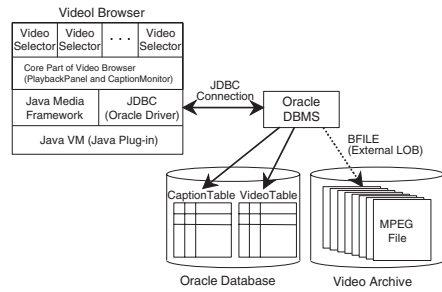 Videol Browser
Video Selector
Video Selector
. . .
Video Selector
Core Part of Video Browser
(PlaybackPanel and CaptionMonitor)
Java Media Framework
JDBC (Oracle Driver)
Java VM (Java Plug-in)
JDBC Connection
Oracle DBMS
BFILE
(External LOB)
CaptionTable
VideoTable
MPEG File
Oracle Database
Video Archive